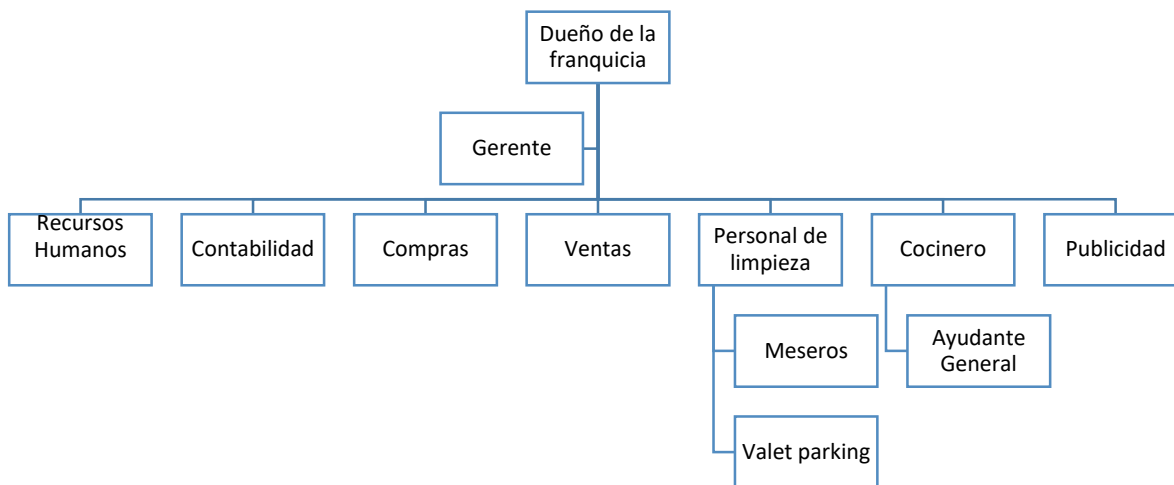 Dueño de la
franquicia
Gerente
Recursos
Humanos
Contabilidad
Compras
Ventas
Personal de
limpieza
Cocinero
Publicidad
Meseros
Ayudante
General
Valet parking